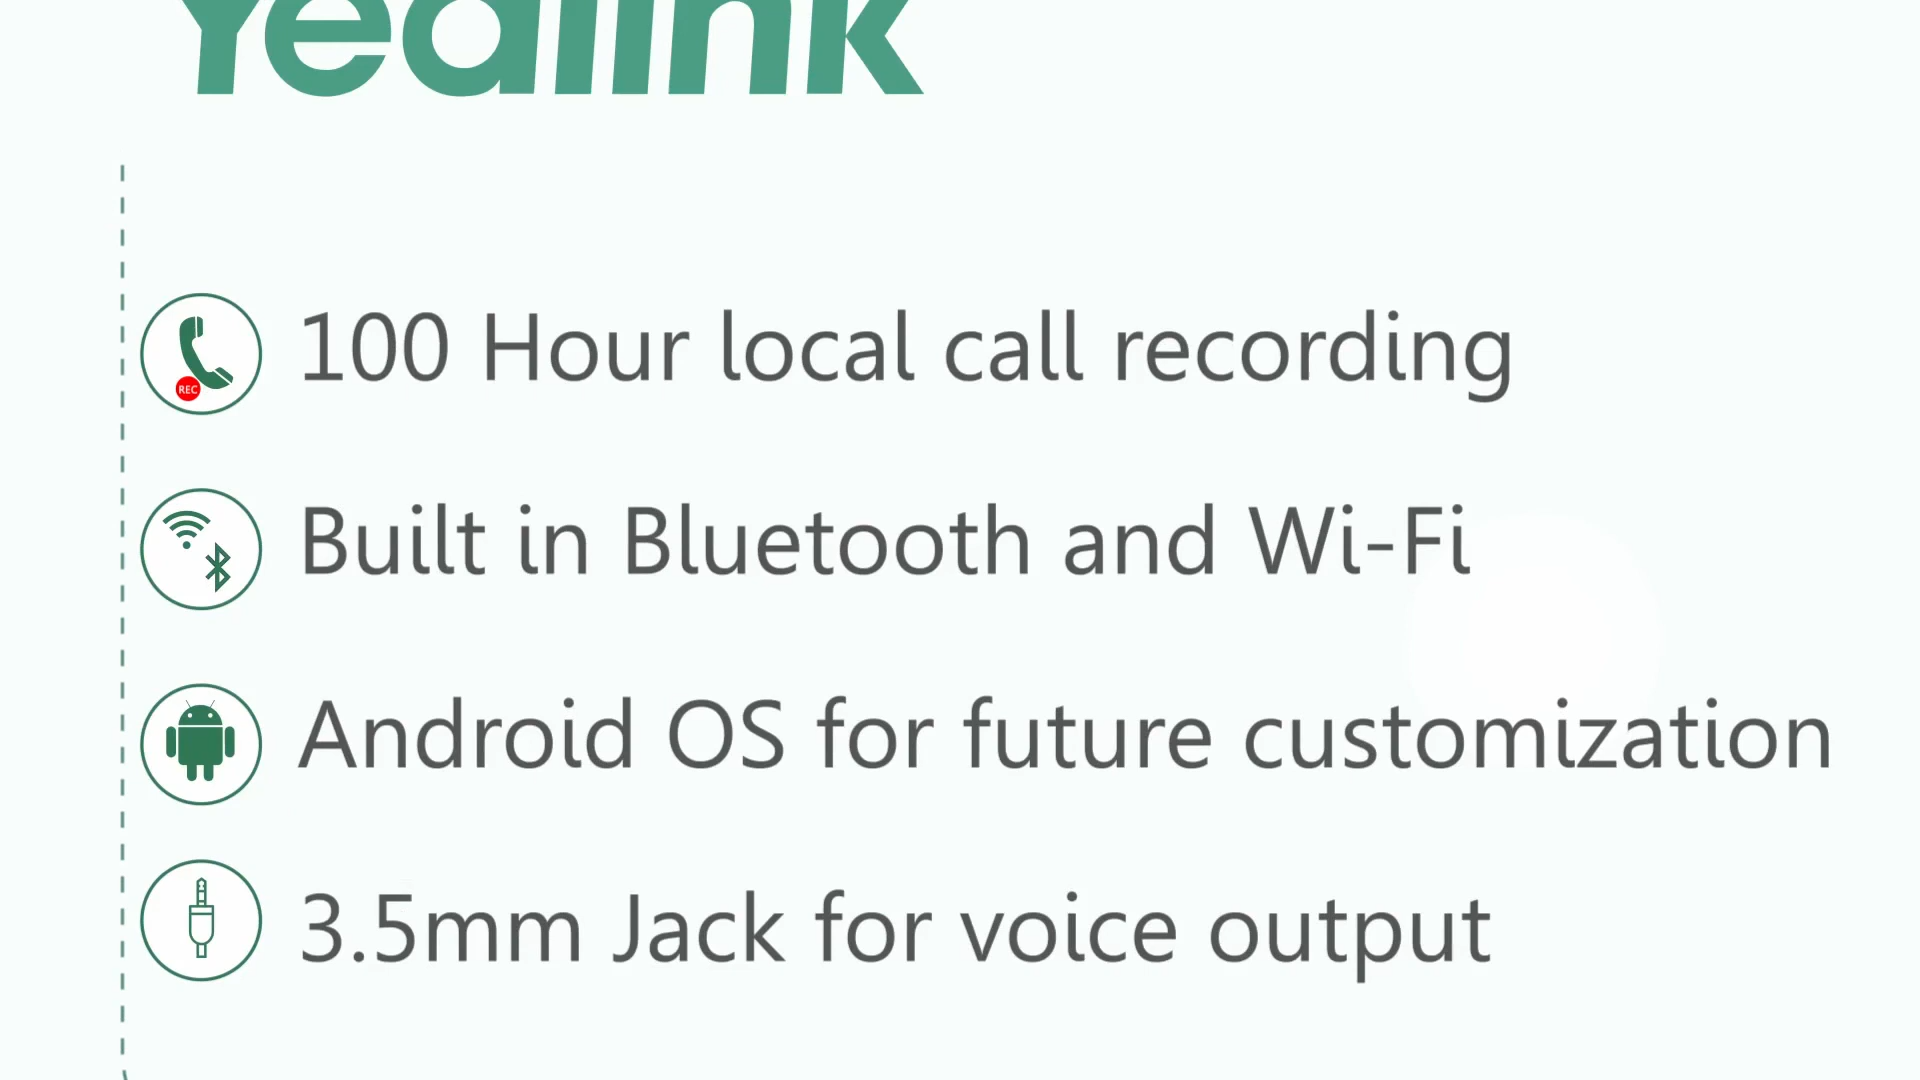 Yealink
100 Hour local call recording
REC
Built in Bluetooth and Wi-Fi
Android OS for future customization
3.5mm Jack for voice output